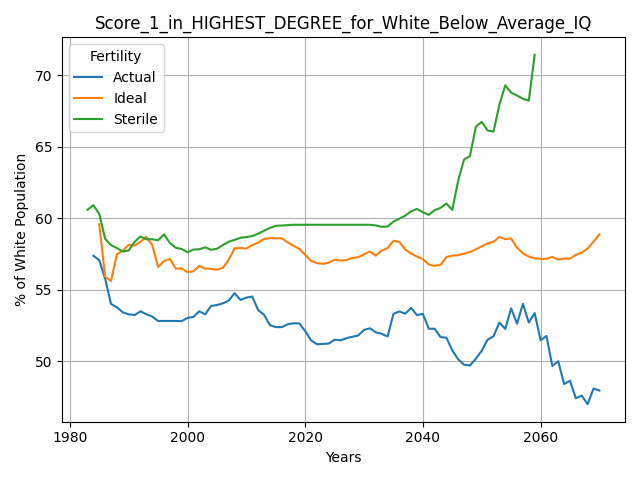 Score_1_in_HIGHEST_DEGREE_for_White_Below_Average_IQ
Fertility
Actual
Ideal
Sterile
% of White Population
70
65
60
55
50
1980
2000
2020
2040
2060
Years